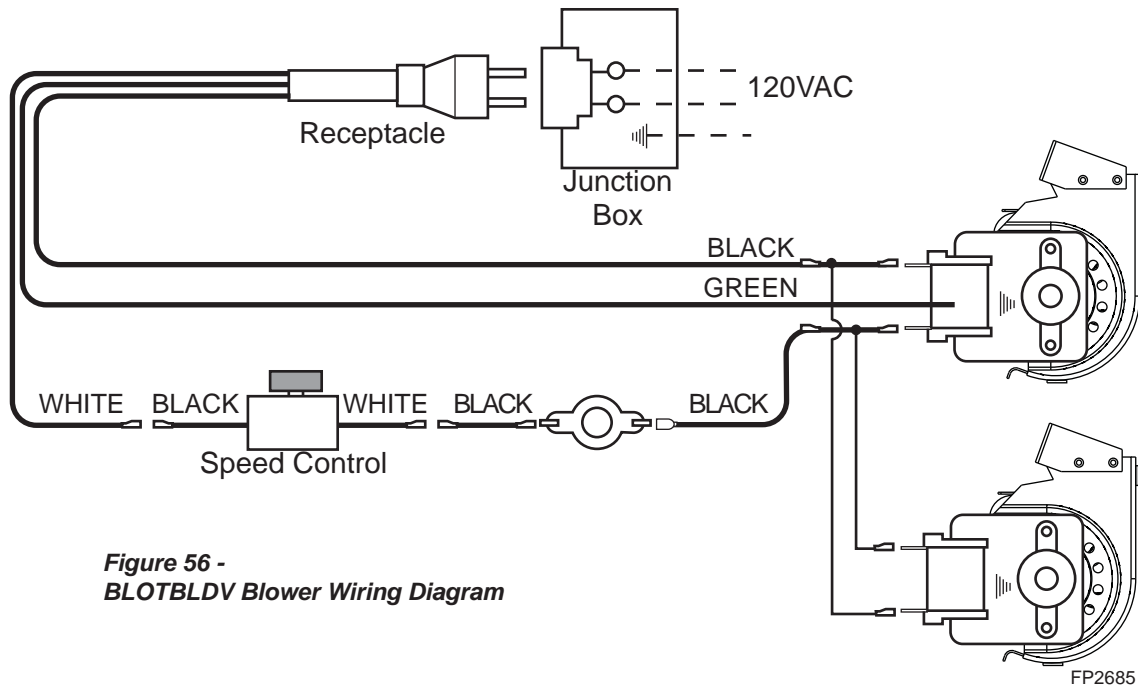 120VAC
Receptacle
Junction
Box
BLACK
GREEN
WHITE
BLACK
WHITE
BLACK
BLACK
Speed Control
Figure 56 -
BLOTBLDV Blower Wiring Diagram
FP2685